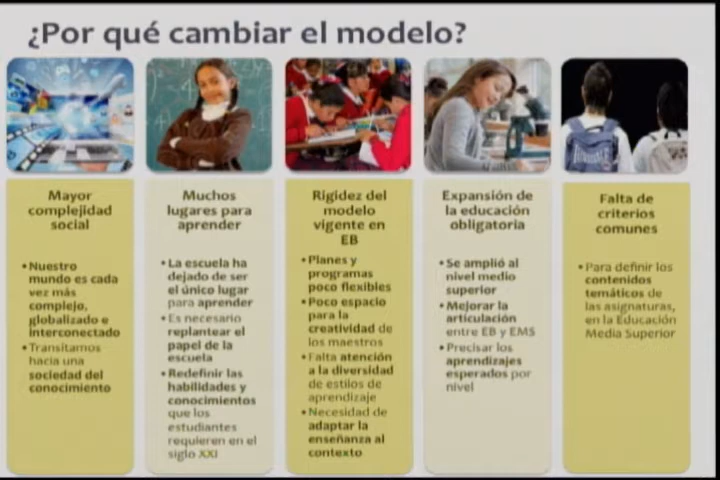 ¿Por qué cambiar el modelo?
Mayor
complejidad
social
• Nuestro
mundo es cada
vez más
complejo,
globalizado e
interconectado
• Transitamos
hacia una
sociedad del
conocimiento
Muchos
lugares para
aprender
• La escuela ha
dejado de ser
el único lugar
para aprender
• Es necesario
replantear el
papel de la
escuela
• Redefinir las
habilidades y
conocimientos
que los
estudiantes
requieren en el
siglo XXI
Rigidez del
modelo
vigente en
EB
• Planes y
programas
poco flexibles
• Poco espacio
para la
creatividad de
los maestros
• Falta atención
a la diversidad
de estilos de
aprendizaje
• Necesidad de
adaptar la
enseñanza al
contexto
Expansión de
la educación
obligatoria
• Se amplió al
nivel medio
superior
• Mejorar la
articulación
entre EB y EMS
• Precisar los
aprendizajes
esperados por
nivel
Falta de
criterios
comunes
• Para definir los
contenidos
temáticos de
las asignaturas,
en la Educación
Media Superior